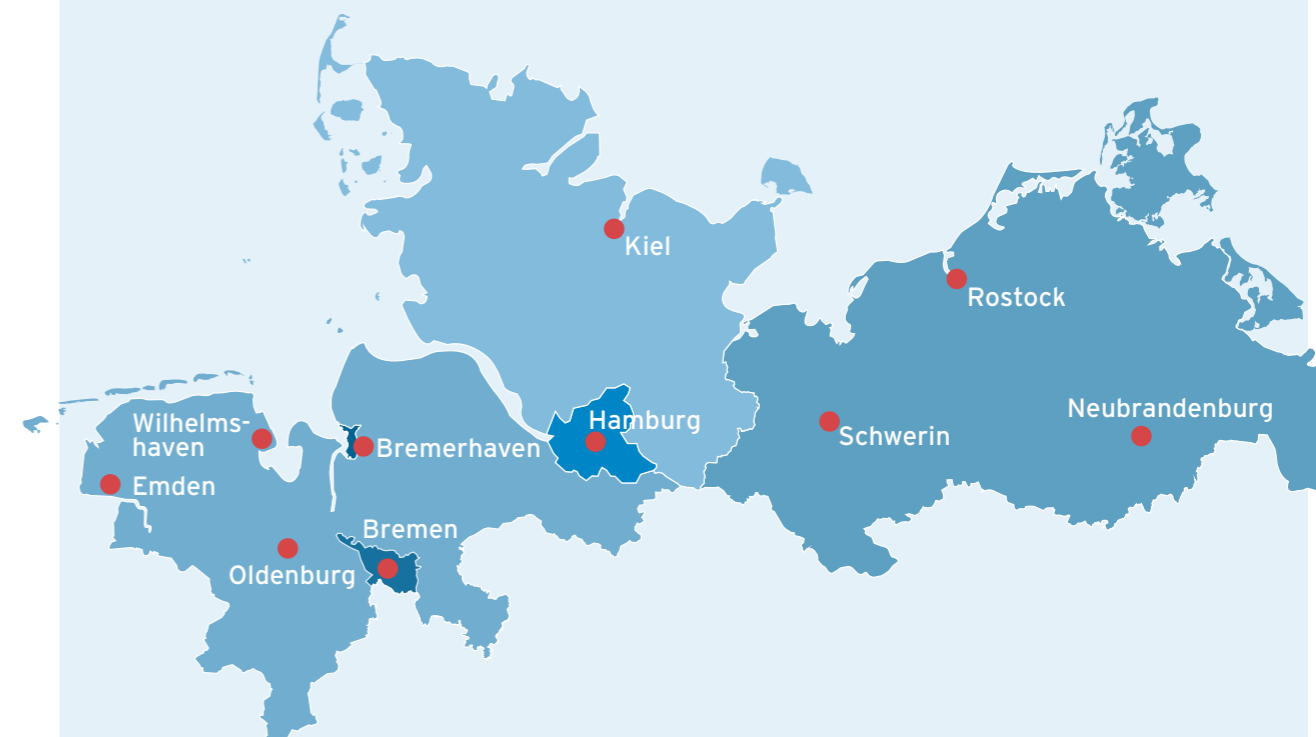 Kiel
Rostock
Neubrandenburg
Hamburg
Wilhelms-
haven
Schwerin
Bremerhaven
Emden
Bremen
Oldenburg